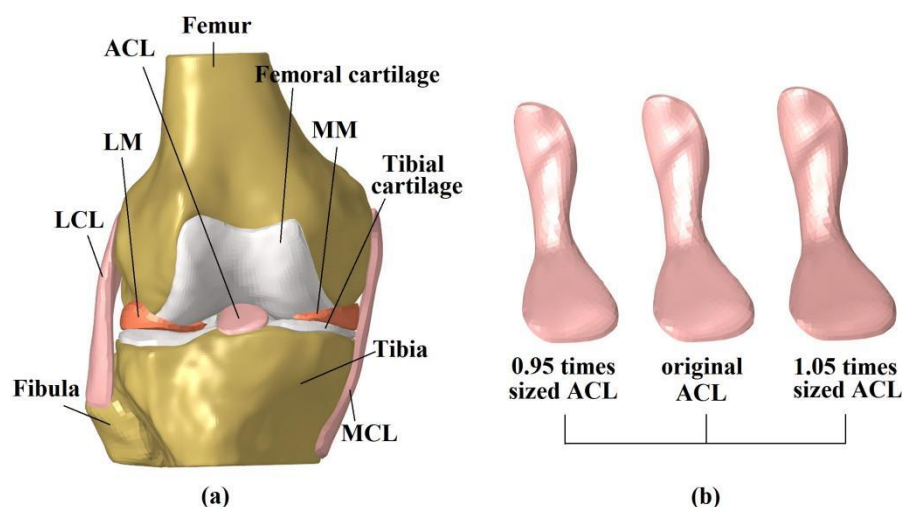 Femur
ACL
Femoral cartilage
LM
MM
Tibial
cartilage
LCL
Tibia
Fibula
MCL
(a)
0.95 times
sized ACL
original
ACL
1.05 times
sized ACL
(b)